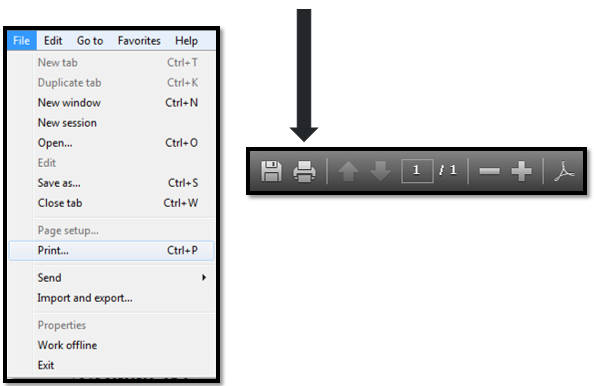 File Edit Go to Favorites Help
New tab Ctrl+T
Duplicate tab Ctrl+K
New window Ctrl+N
New session
Open... Ctrl+O
Edit
Save as... Ctrl+S
Close tab Ctrl+W
Page setup...
Print... Ctrl+P
Send
Import and export...
Properties
Work offline
Exit
1 / 1